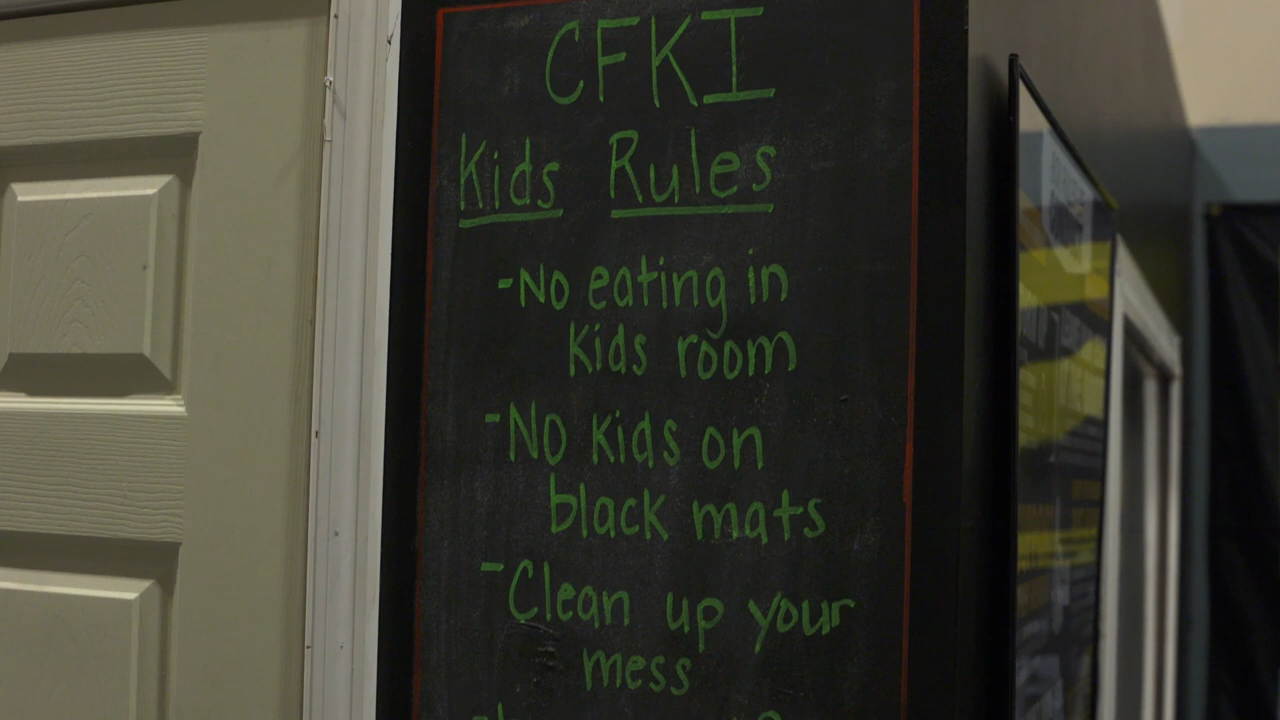 CFKI
Kids Rules
-No eating in
Kids room
-No Kids on
black mats
-Clean up your
mess